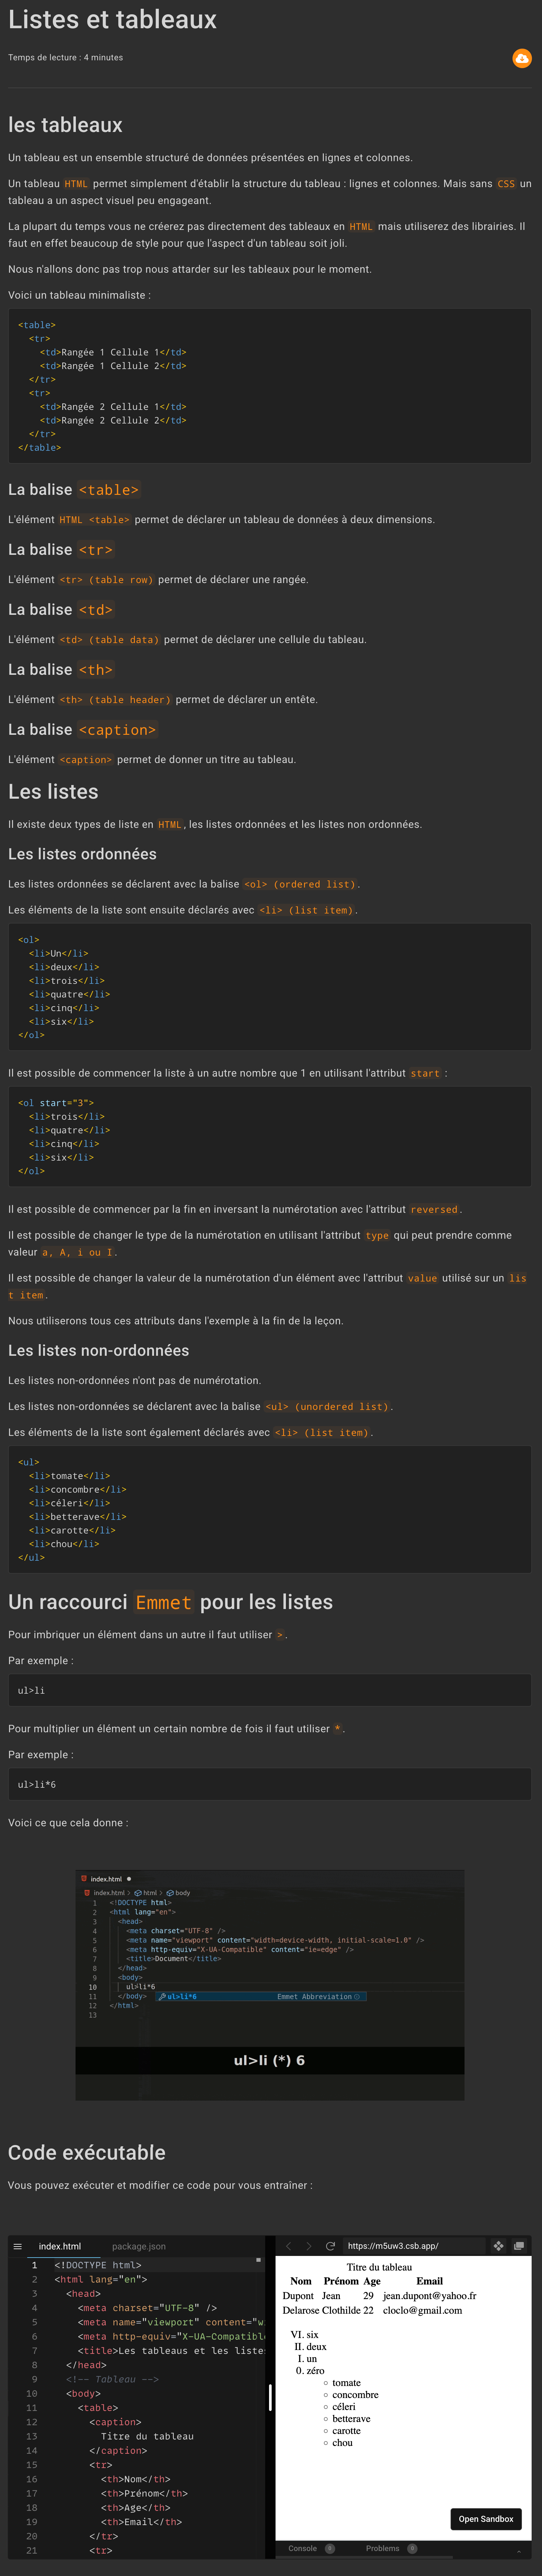 Listes et tableaux
Temps de lecture : 4 minutes
les tableaux
Un tableau est un ensemble structuré de données présentées en lignes et colonnes.
Un tableau HTML permet simplement d'établir la structure du tableau : lignes et colonnes. Mais sans CSS un
tableau a un aspect visuel peu engageant.
La plupart du temps vous ne créerez pas directement des tableaux en HTML mais utiliserez des librairies. Il
faut en effet beaucoup de style pour que l'aspect d'un tableau soit joli.
Nous n'allons donc pas trop nous attarder sur les tableaux pour le moment.
Voici un tableau minimaliste :
<table>
<tr>
<td>Rangée 1 Cellule 1</td>
<td>Rangée 1 Cellule 2</td>
</tr>
<tr>
<td>Rangée 2 Cellule 1</td>
<td>Rangée 2 Cellule 2</td>
</tr>
</table>
La balise <table>
L'élément HTML <table> permet de déclarer un tableau de données à deux dimensions.
La balise <tr>
L'élément <tr> (table row) permet de déclarer une rangée.
La balise <td>
L'élément <td> (table data) permet de déclarer une cellule du tableau.
La balise <th>
L'élément <th> (table header) permet de déclarer un entête.
La balise <caption>
L'élément <caption> permet de donner un titre au tableau.
Les listes
Il existe deux types de liste en HTML, les listes ordonnées et les listes non ordonnées.
Les listes ordonnées
Les listes ordonnées se déclarent avec la balise <ol> (ordered list).
Les éléments de la liste sont ensuite déclarés avec <li> (list item).
<ol>
<li>Un</li>
<li>deux</li>
<li>trois</li>
<li>quatre</li>
<li>cinq</li>
<li>six</li>
</ol>
Il est possible de commencer la liste à un autre nombre que 1 en utilisant l'attribut start :
<ol start="3">
<li>trois</li>
<li>quatre</li>
<li>cinq</li>
<li>six</li>
</ol>
Il est possible de commencer par la fin en inversant la numérotation avec l'attribut reversed.
Il est possible de changer le type de la numérotation en utilisant l'attribut type qui peut prendre comme
valeur a, A, i ou I.
Il est possible de changer la valeur de la numérotation d'un élément avec l'attribut value utilisé sur un lis
t item.
Nous utiliserons tous ces attributs dans l'exemple à la fin de la leçon.
Les listes non-ordonnées
Les listes non-ordonnées n'ont pas de numérotation.
Les listes non-ordonnées se déclarent avec la balise <ul> (unordered list).
Les éléments de la liste sont également déclarés avec <li> (list item).
<ul>
<li>tomate</li>
<li>concombre</li>
<li>céleri</li>
<li>betterave</li>
<li>carotte</li>
<li>chou</li>
</ul>
Un raccourci Emmet pour les listes
Pour imbriquer un élément dans un autre il faut utiliser >.
Par exemple :
ul>li
Pour multiplier un élément un certain nombre de fois il faut utiliser *.
Par exemple :
ul>li*6
Voici ce que cela donne :
index.html
index.html > html > body
1 <!DOCTYPE html>
2 <html lang="en">
3 <head>
4 <meta charset="UTF-8" />
5 <meta name="viewport" content="width=device-width, initial-scale=1.0" />
6 <meta http-equiv="X-UA-Compatible" content="ie=edge" />
7 <title>Document</title>
8 </head>
9 <body>
10 ul>li*6
11 </body> ul>li*6 Emmet Abbreviation
12 </html>
13
ul>li (*) 6
Code exécutable
Vous pouvez exécuter et modifier ce code pour vous entraîner :
index.html package.json
1 <!DOCTYPE html>
2 <html lang="en">
3 <head>
4 <meta charset="UTF-8" />
5 <meta name="viewport" content="w
6 <meta http-equiv="X-UA-Compatible
7 <title>Les tableaus et les liste
8 </head>
9 <!-- Tableau -->
10 <body>
11 <table>
12 <caption>
13 Titre du tableau
14 </caption>
15 <tr>
16 <th>Nom</th>
17 <th>Prénom</th>
18 <th>Age</th>
19 <th>Email</th>
20 </tr>
21 <tr>
https://m5uw3.csb.app/
Titre du tableau
Nom Prénom Age Email
Dupont Jean 29 jean.dupont@yahoo.fr
Delarose Clothilde 22 cloclo@gmail.com
VI. six
II. deux
I. un
0. zéro
tomate
concombre
céleri
betterave
carotte
chou
Open Sandbox
Console 0 Problems 0